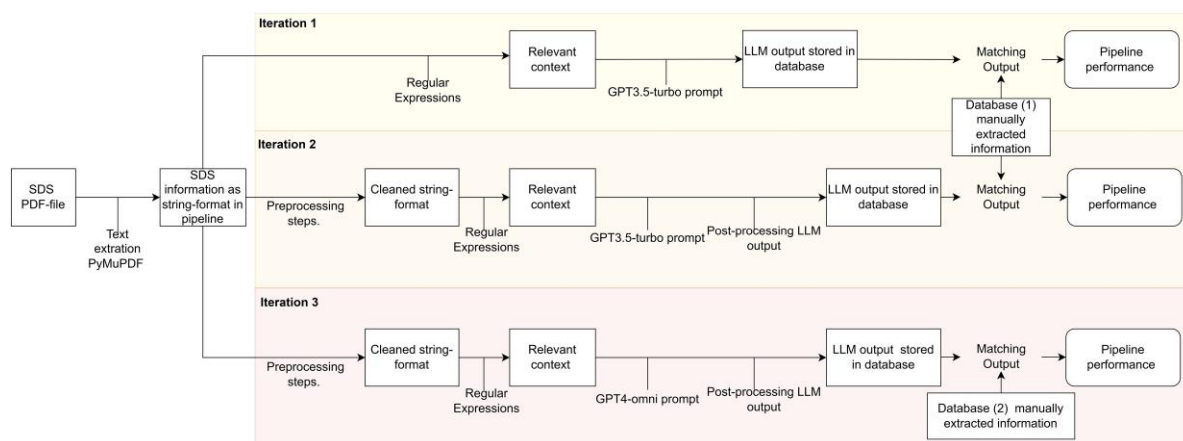 Iteration 1
Relevant
context
LLM output stored in
database
Matching
Output
Pipeline
performance
Regular
Expressions
GPT3.5-turbo prompt
Database (1)
manually
extracted
information
Iteration 2
SDS
PDF-file
SDS
information as
string-format in
pipeline
Text
extration
PyMuPDF
Preprocessing
steps.
Cleaned string-
format
Regular
Expressions
Relevant
context
GPT3.5-turbo prompt
Post-processing LLM
output
LLM output stored in
database
Matching
Output
Pipeline
performance
Iteration 3
Preprocessing
steps.
Cleaned string-
format
Regular
Expressions
Relevant
context
GPT4-omni prompt
Post-processing LLM
output
LLM output stored
in database
Matching
Output
Pipeline
performance
Database (2) manually
extracted information